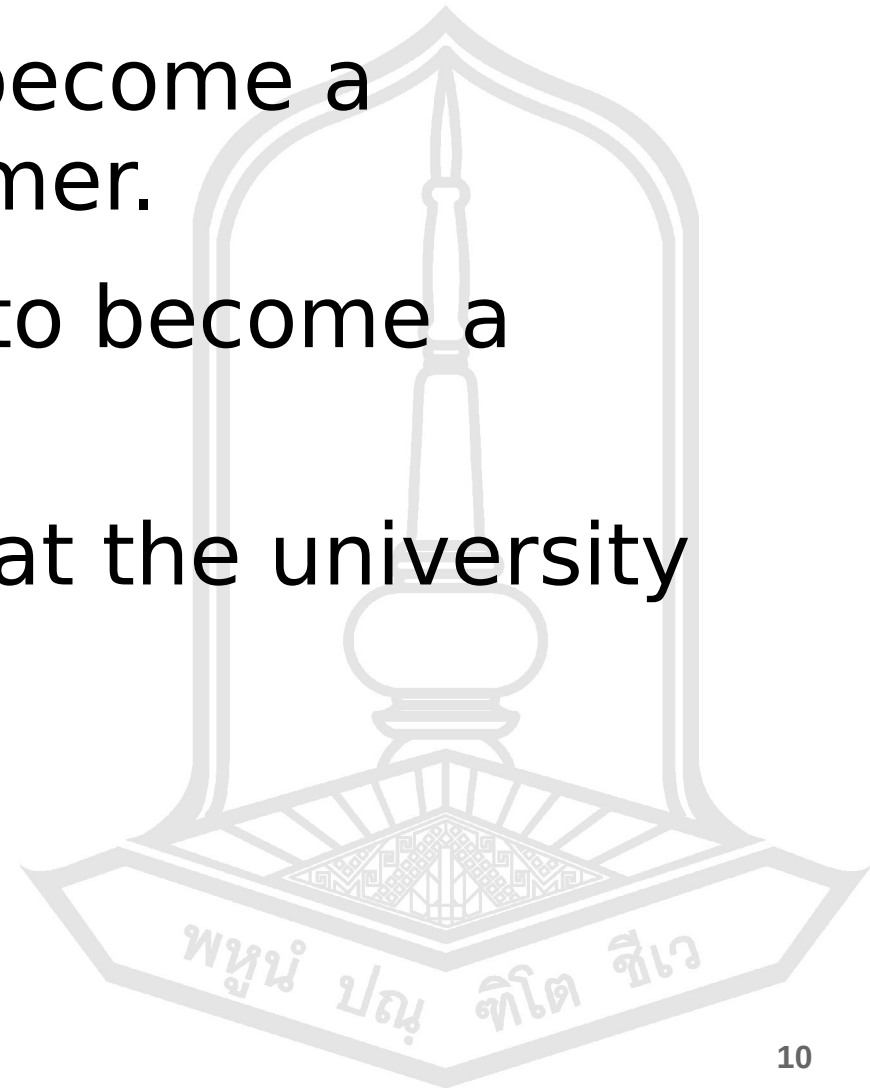 become a
mer.
to become a
at the university
พหูนํ ปณฺฑิโต ชีเว
10